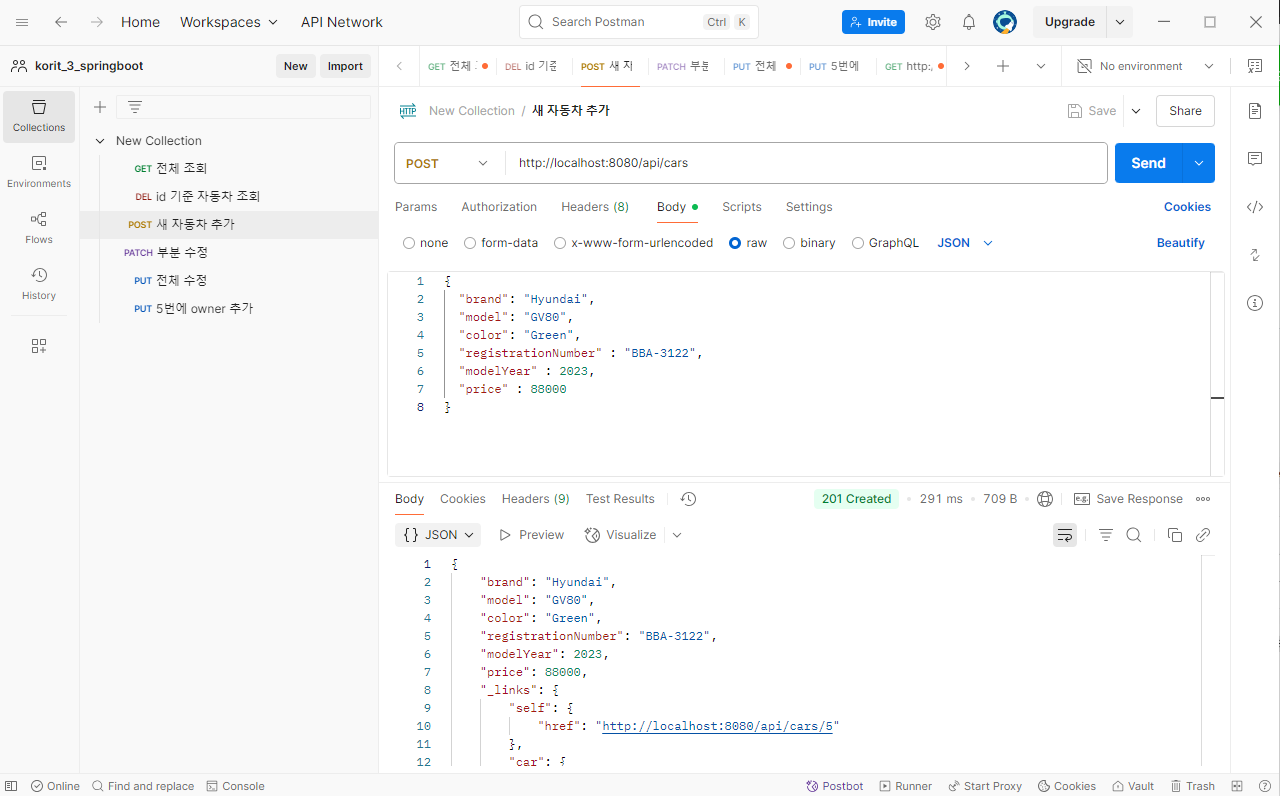 Home Workspaces API Network Search Postman Ctrl K Invite Upgrade
korit_3_springboot New Import
GET 전체 DEL id 기준 POST 새 자 PATCH 부분 PUT 전체 PUT 5번에 GET http:, No environment
Collections
Environments
Flows
History
New Collection
GET 전체 조회
DEL id 기준 자동차 조회
POST 새 자동차 추가
PATCH 부분 수정
PUT 전체 수정
PUT 5번에 owner 추가
HTTP New Collection / 새 자동차 추가 Save Share
POST http://localhost:8080/api/cars Send
Params Authorization Headers (8) Body Scripts Settings Cookies
none form-data x-www-form-urlencoded raw binary GraphQL JSON Beautify
1 {
2 "brand": "Hyundai",
3 "model": "GV80",
4 "color": "Green",
5 "registrationNumber" : "BBA-3122",
6 "modelYear" : 2023,
7 "price" : 88000
8 }
Body Cookies Headers (9) Test Results 201 Created • 291 ms • 709 B • e.g. Save Response
{} JSON Preview Visualize
1 {
2 "brand": "Hyundai",
3 "model": "GV80",
4 "color": "Green",
5 "registrationNumber": "BBA-3122",
6 "modelYear": 2023,
7 "price": 88000,
8 "_links": {
9 "self": {
10 "href": "http://localhost:8080/api/cars/5"
11 },
12 "car": {
Online Find and replace Console Postbot Runner Start Proxy Cookies Vault Trash